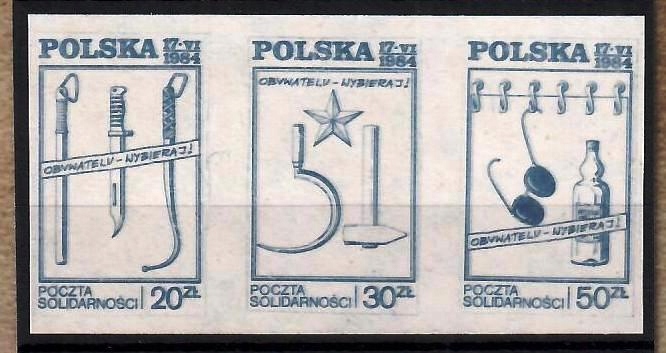 POLSKA 17·VI 1984
OBYWATELU-WYBIERAJ!
POCZTA
SOLIDARNOŚCI 20 ZŁ
POLSKA 17·VI 1984
OBYWATELU-WYBIERAJ!
POCZTA
SOLIDARNOŚCI 30 ZŁ
POLSKA 17·VI 1984
OBYWATELU-WYBIERAJ!
POCZTA
SOLIDARNOŚCI 50 ZŁ